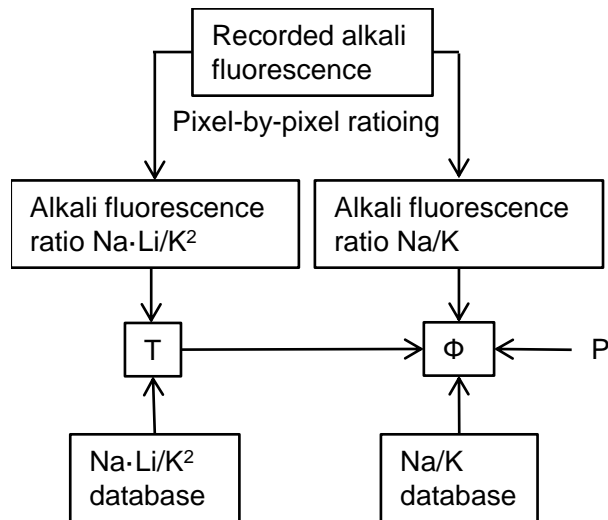 Recorded alkali
fluorescence
Pixel-by-pixel ratioing
Alkali fluorescence
ratio Na·Li/K²
Alkali fluorescence
ratio Na/K
T
Φ
P
Na·Li/K²
database
Na/K
database